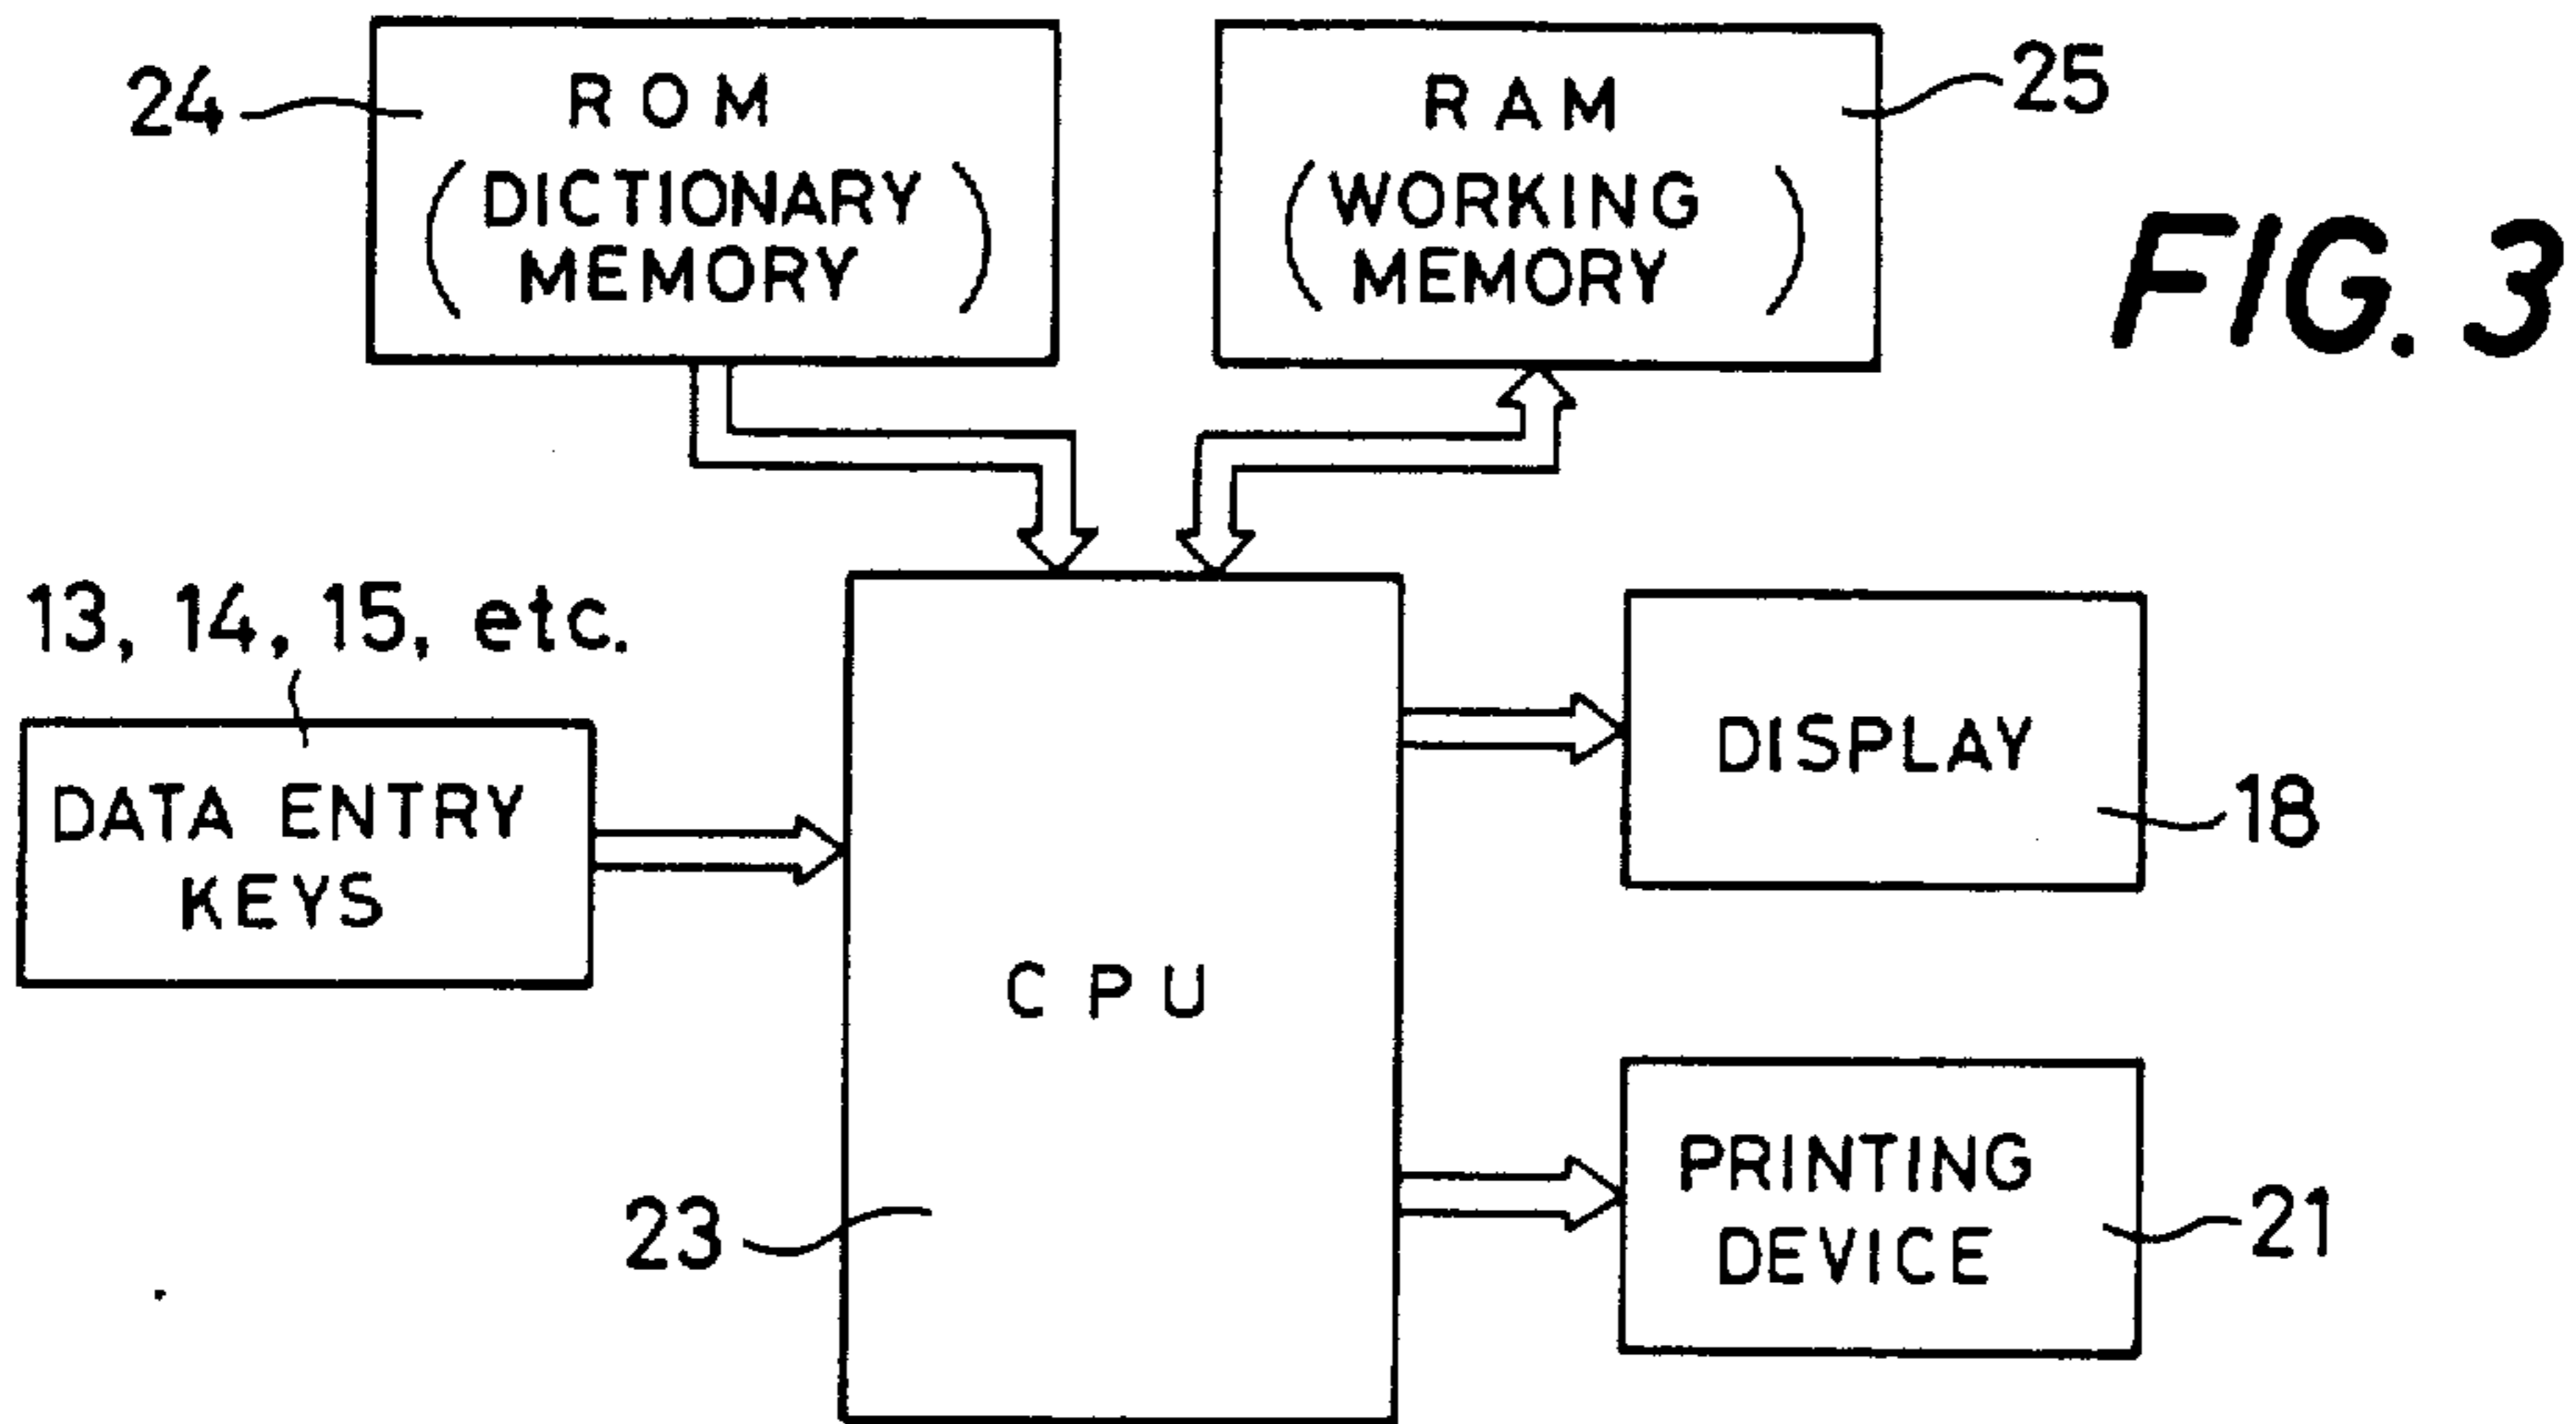 24
ROM
(DICTIONARY
MEMORY)
RAM
(WORKING
MEMORY)
25
FIG. 3
13, 14, 15, etc.
DATA ENTRY
KEYS
CPU
23
DISPLAY
18
PRINTING
DEVICE
21